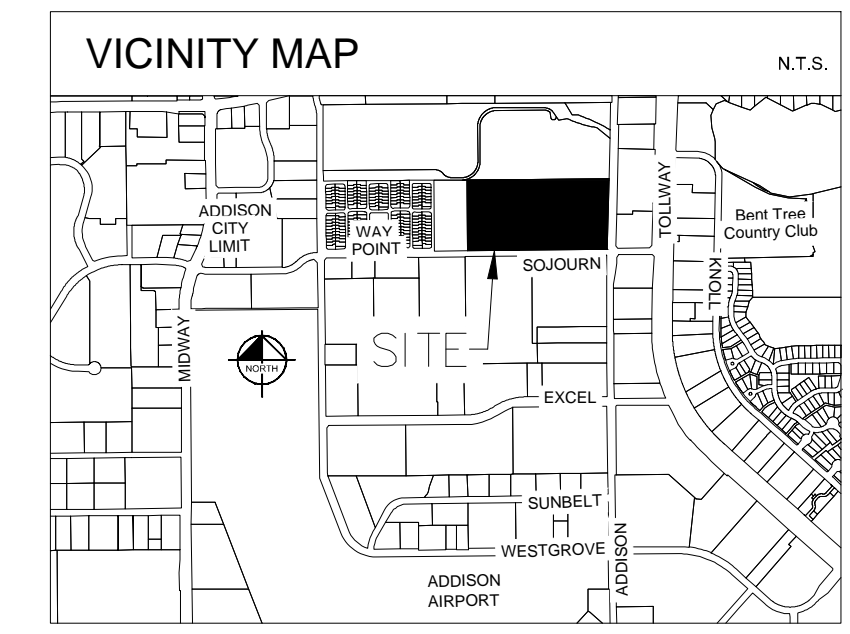 VICINITY MAP
N.T.S.
TOLLWAY
ADDISON
CITY
LIMIT
WAY
POINT
Bent Tree
Country Club
SOJOURN
KNOLL
MIDWAY
SITE
NORTH
EXCEL
SUNBELT
WESTGROVE
ADDISON
ADDISON
AIRPORT